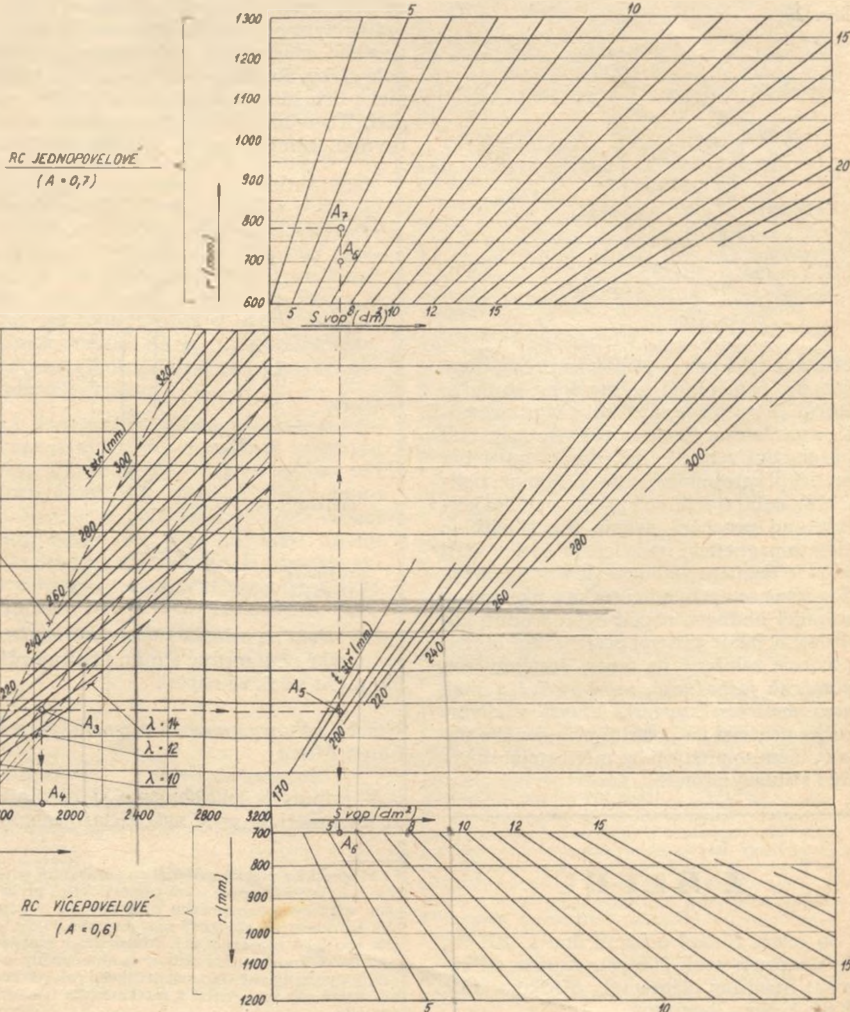 5
10
1300
1200
1100
1000
900
800
700
600
15
20
RC JEDNOPOVELOVÉ
(A = 0,7)
r (mm)
A7
5
8
10
12
15
S vop (dm²)
t stř (mm)
320
300
280
260
240
220
A3
λ = 14
λ = 12
λ = 10
A4
2000
2400
2800
3200
t stř (mm)
A5
170
200
220
240
260
280
300
S vop (dm²)
5
8
10
12
15
A6
700
800
900
1000
1100
1200
RC VÍCEPOVELOVÉ
(A = 0,6)
r (mm)
5
10
15